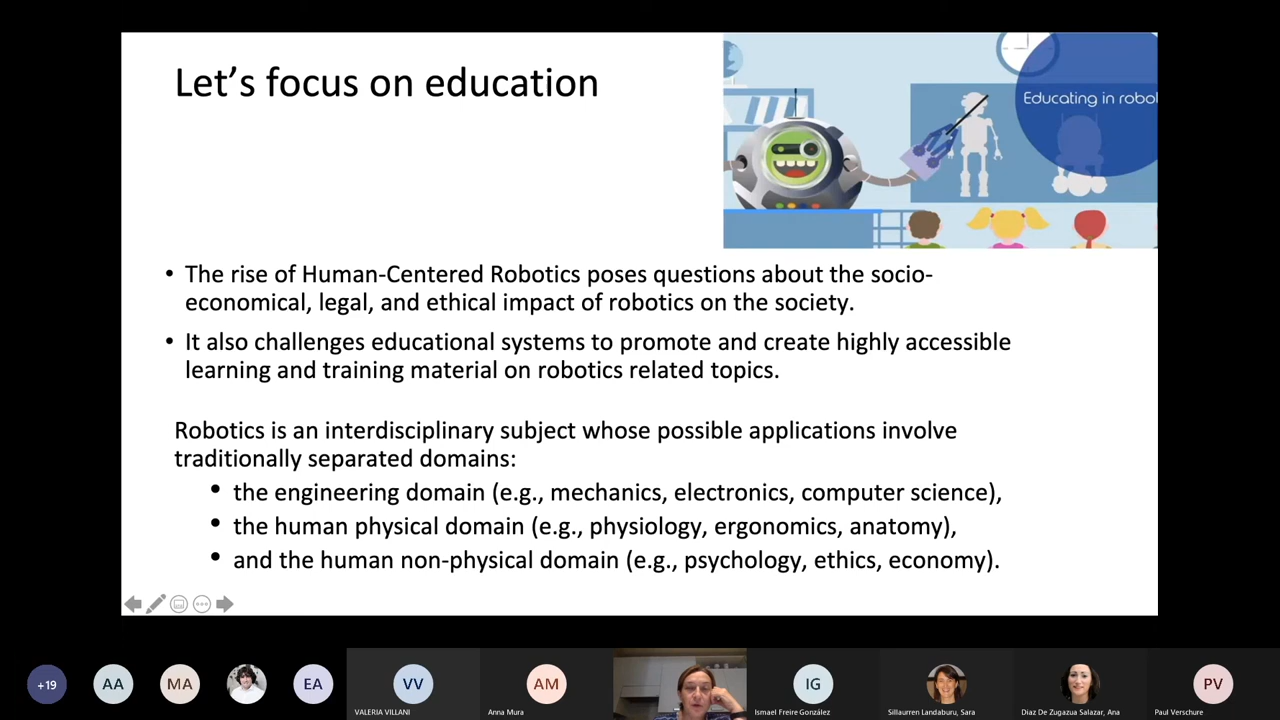 Let's focus on education
Educating in robot
• The rise of Human-Centered Robotics poses questions about the socio-
economical, legal, and ethical impact of robotics on the society.
• It also challenges educational systems to promote and create highly accessible
learning and training material on robotics related topics.
Robotics is an interdisciplinary subject whose possible applications involve
traditionally separated domains:
• the engineering domain (e.g., mechanics, electronics, computer science),
• the human physical domain (e.g., physiology, ergonomics, anatomy),
• and the human non-physical domain (e.g., psychology, ethics, economy).
+19
AA
MA
EA
VV
AM
IG
PV
VALERIA VILLANI
Anna Mura
Ismael Freire González
Sillaurren Landaburu, Sara
Díaz De Zugazua Salazar, Ana
Paul Verschure